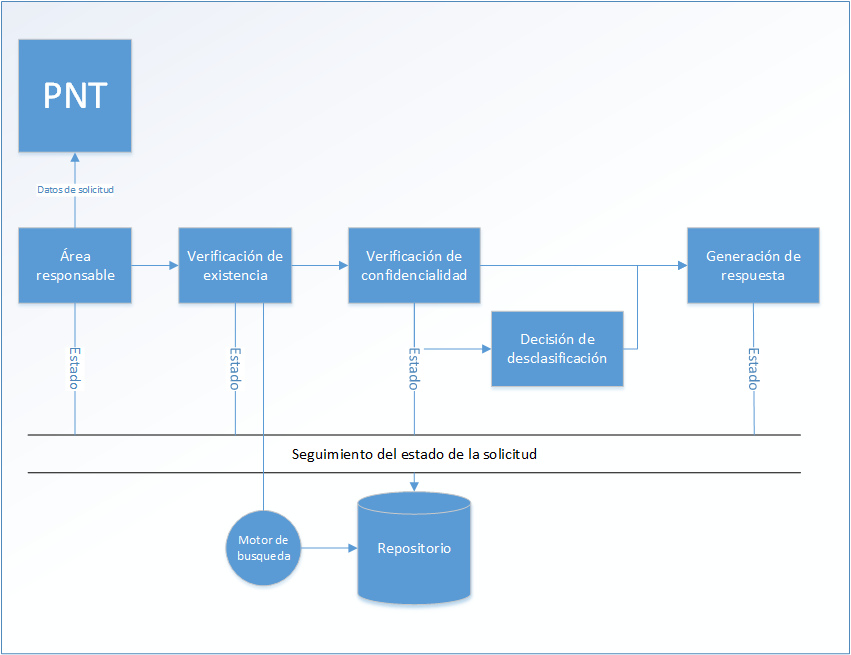 PNT
Datos de solicitud
Área
responsable
Verificación de
existencia
Verificación de
confidencialidad
Generación de
respuesta
Decisión de
desclasificación
Estado
Estado
Estado
Estado
Seguimiento del estado de la solicitud
Motor de
busqueda
Repositorio